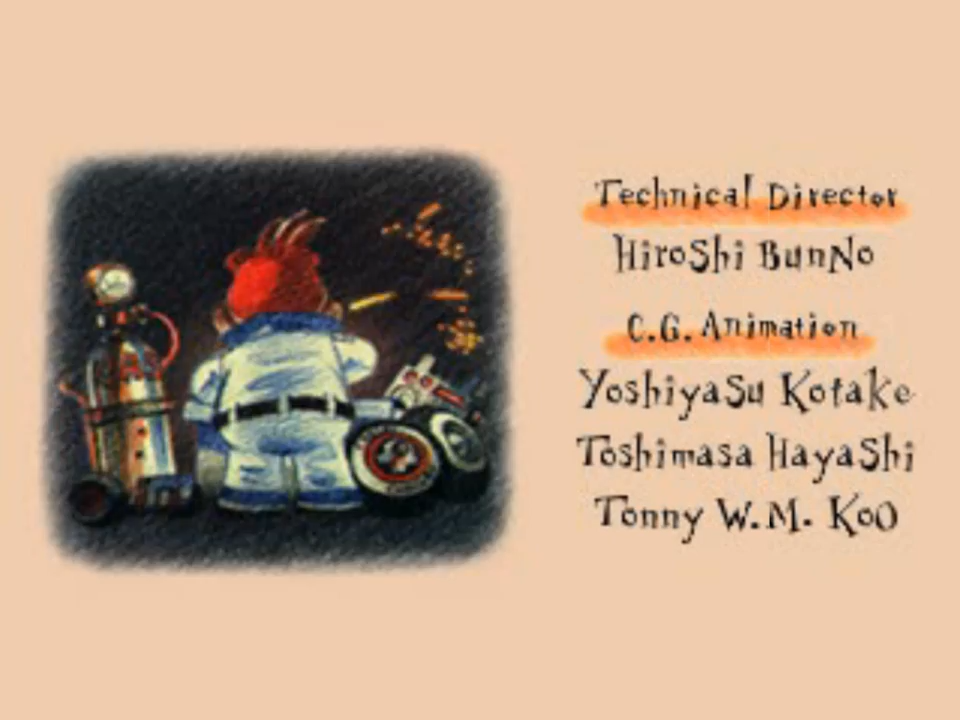 Technical Director
HiroShi BunNo
C.G. Animation
YoshiyaSu Kotake
Toshimasa HayaShi
Tonny W.M. KoO